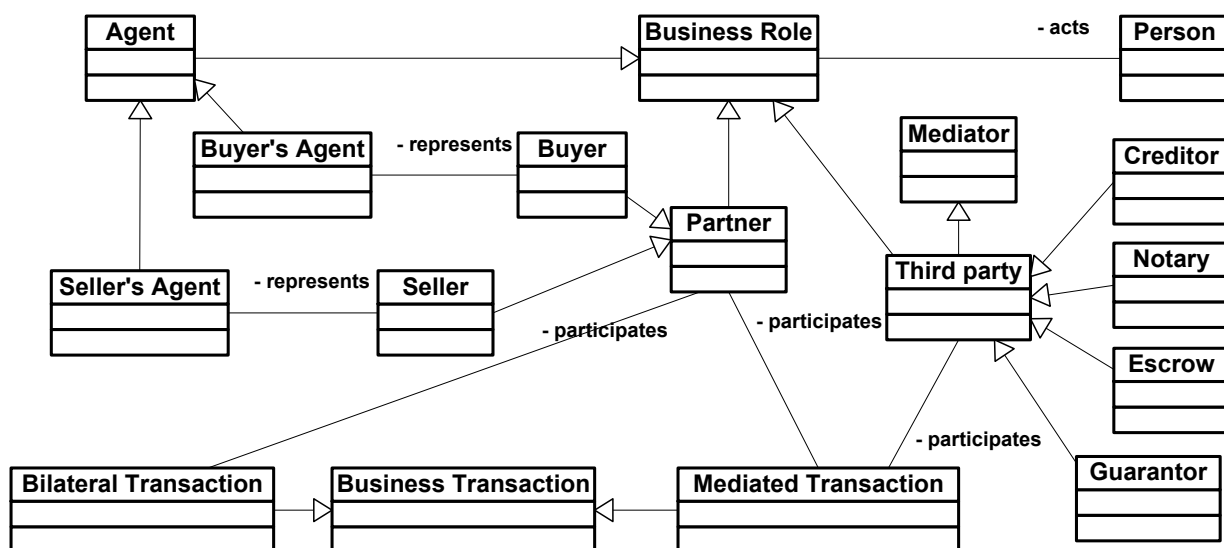 Agent
Business Role
- acts
Person
Mediator
Buyer's Agent
- represents
Buyer
Creditor
Partner
Third party
Notary
Seller's Agent
- represents
Seller
- participates
- participates
Escrow
- participates
Bilateral Transaction
Business Transaction
Mediated Transaction
Guarantor